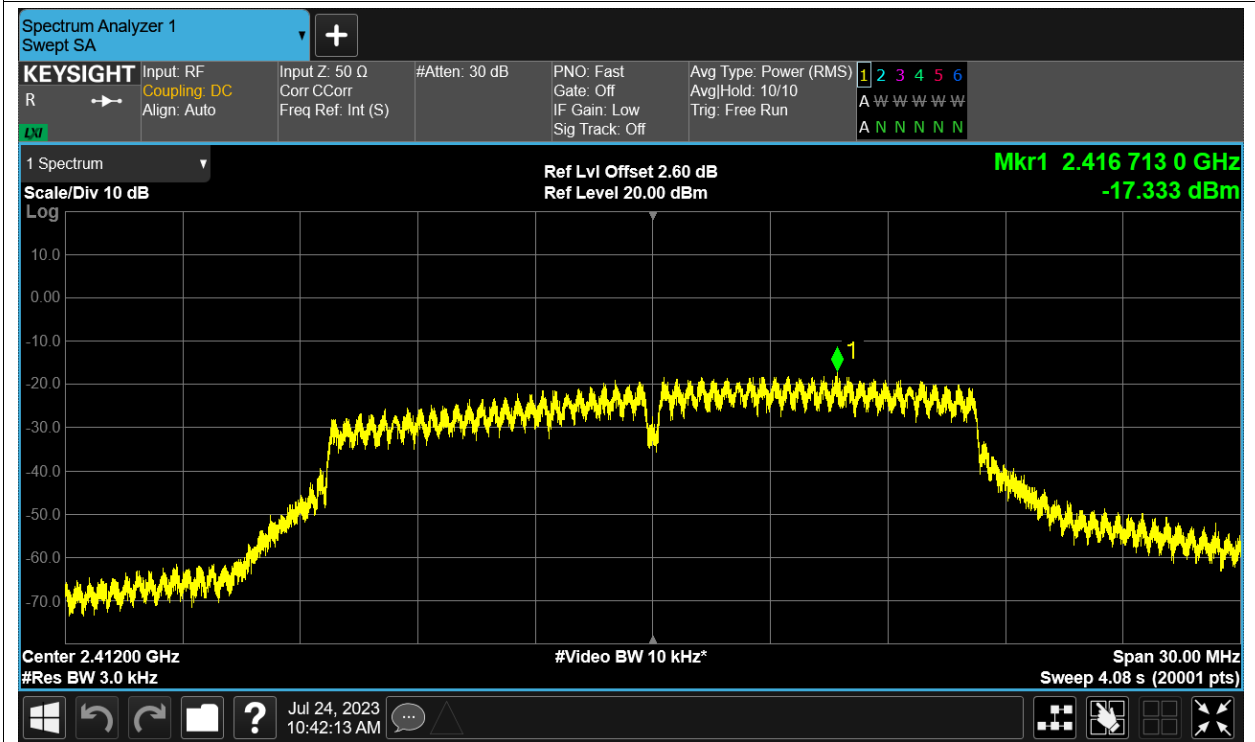 Spectrum Analyzer 1
Swept SA
KEYSIGHT
R
LXI
Input: RF
Coupling: DC
Align: Auto
Input Z: 50 Ω
Corr CCorr
Freq Ref: Int (S)
#Atten: 30 dB
PNO: Fast
Gate: Off
IF Gain: Low
Sig Track: Off
Avg Type: Power (RMS)
Avg|Hold: 10/10
Trig: Free Run
1 2 3 4 5 6
A W W W W W
A N N N N N
1 Spectrum
Scale/Div 10 dB
Log
Ref Lvl Offset 2.60 dB
Ref Level 20.00 dBm
Mkr1 2.416 713 0 GHz
-17.333 dBm
10.0
0.00
-10.0
-20.0
-30.0
-40.0
-50.0
-60.0
-70.0
1
Center 2.41200 GHz
#Res BW 3.0 kHz
#Video BW 10 kHz*
Span 30.00 MHz
Sweep 4.08 s (20001 pts)
?
Jul 24, 2023
10:42:13 AM